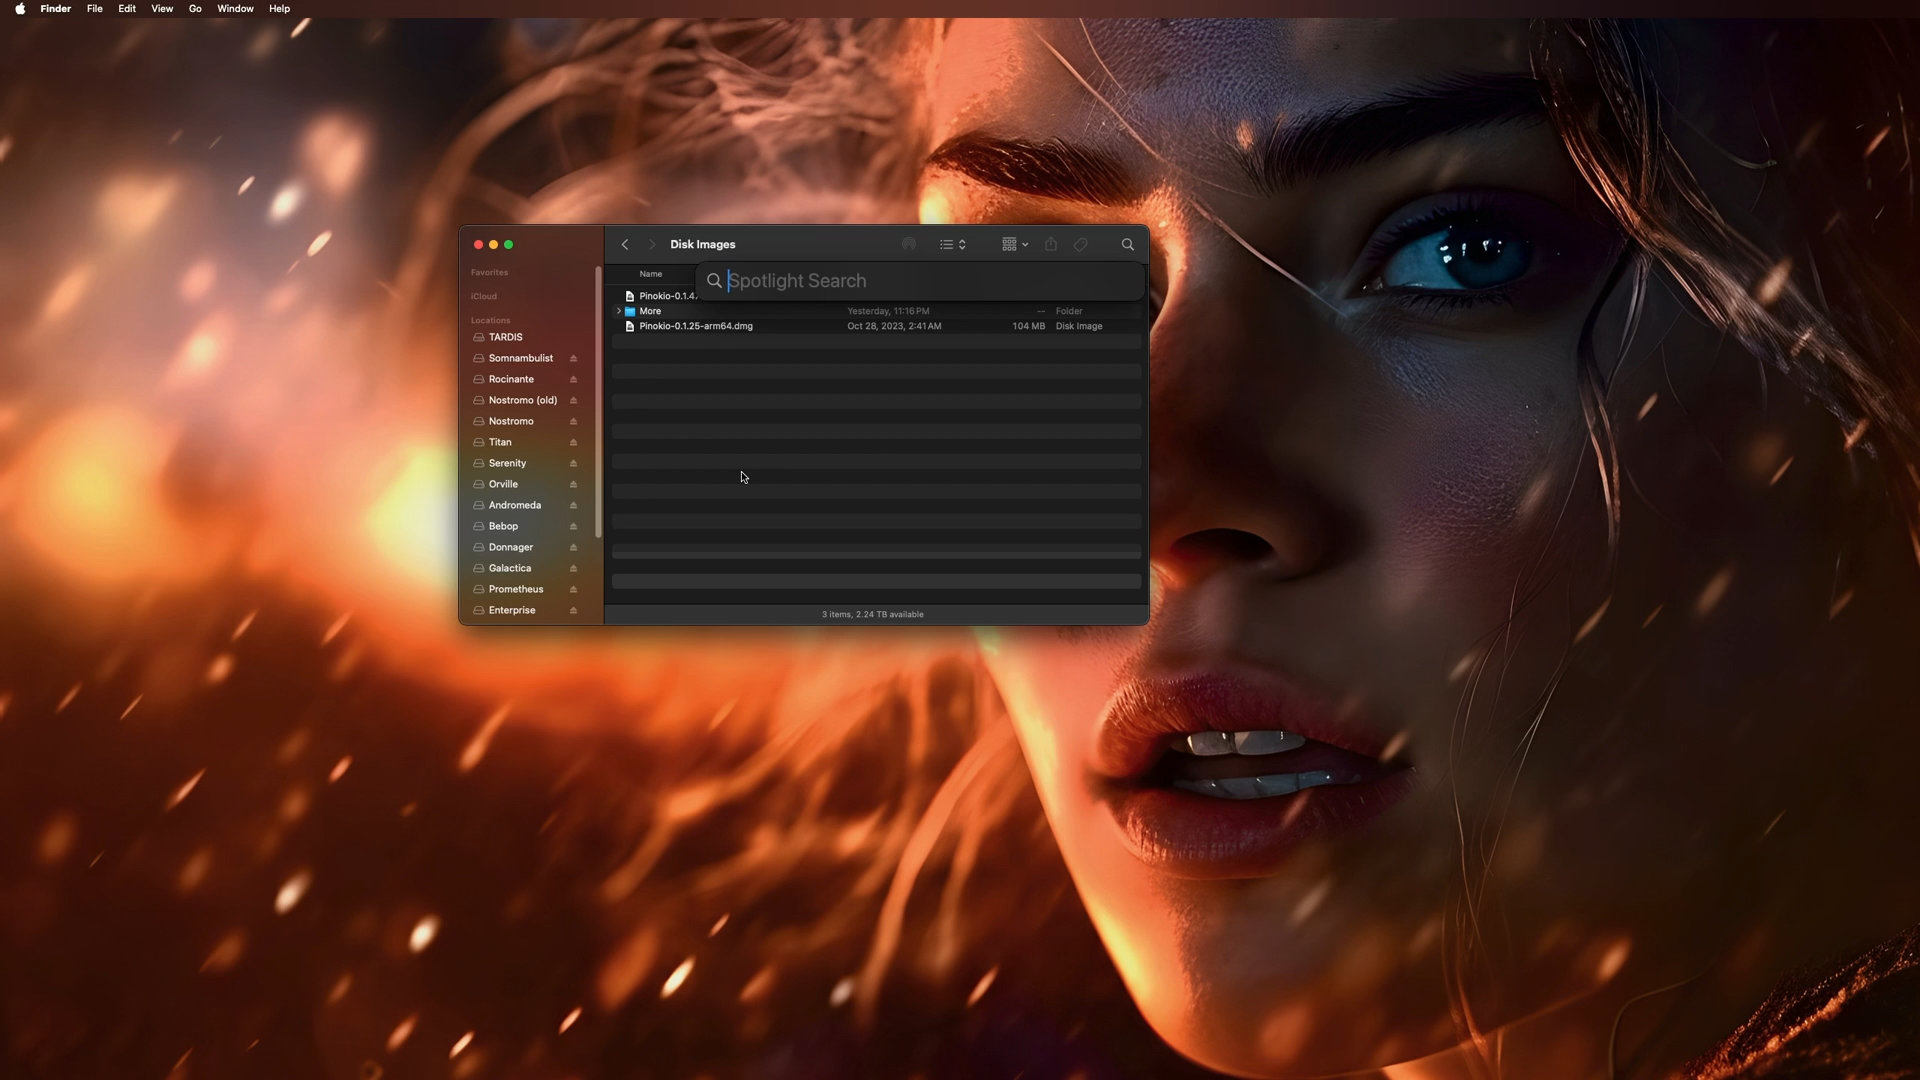 Finder File Edit View Go Window Help
Disk Images
Favorites
iCloud
Locations
TARDIS
Somnambulist
Rocinante
Nostromo (old)
Nostromo
Titan
Serenity
Orville
Andromeda
Bebop
Donnager
Galactica
Prometheus
Enterprise
Name
Spotlight Search
Pinokio-0.1.4
More Yesterday, 11:16 PM -- Folder
Pinokio-0.1.25-arm64.dmg Oct 28, 2023, 2:41 AM 104 MB Disk Image
3 items, 2.24 TB available